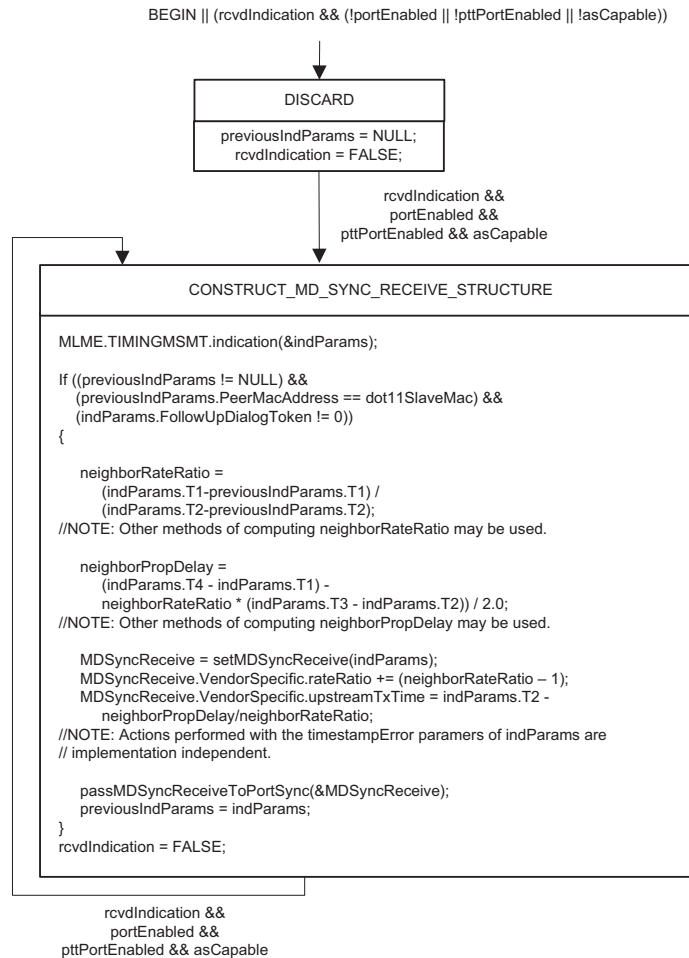 BEGIN || (rcvdIndication && (!portEnabled || !pttPortEnabled || !asCapable))
DISCARD
previousIndParams = NULL;
rcvdIndication = FALSE;
rcvdIndication &&
portEnabled &&
pttPortEnabled && asCapable
CONSTRUCT_MD_SYNC_RECEIVE_STRUCTURE
MLME.TIMINGMSMT.indication(&indParams);
If ((previousIndParams != NULL) &&
(previousIndParams.PeerMacAddress == dot11SlaveMac) &&
(indParams.FollowUpDialogToken != 0))
{
neighborRateRatio =
(indParams.T1-previousIndParams.T1) /
(indParams.T2-previousIndParams.T2);
//NOTE: Other methods of computing neighborRateRatio may be used.
neighborPropDelay =
(indParams.T4 - indParams.T1) -
neighborRateRatio * (indParams.T3 - indParams.T2)) / 2.0;
//NOTE: Other methods of computing neighborPropDelay may be used.
MDSyncReceive = setMDSyncReceive(indParams);
MDSyncReceive.VendorSpecific.rateRatio += (neighborRateRatio – 1);
MDSyncReceive.VendorSpecific.upstreamTxTime = indParams.T2 -
neighborPropDelay/neighborRateRatio;
//NOTE: Actions performed with the timestampError paramers of indParams are
// implementation independent.
passMDSyncReceiveToPortSync(&MDSyncReceive);
previousIndParams = indParams;
}
rcvdIndication = FALSE;
rcvdIndication &&
portEnabled &&
pttPortEnabled && asCapable